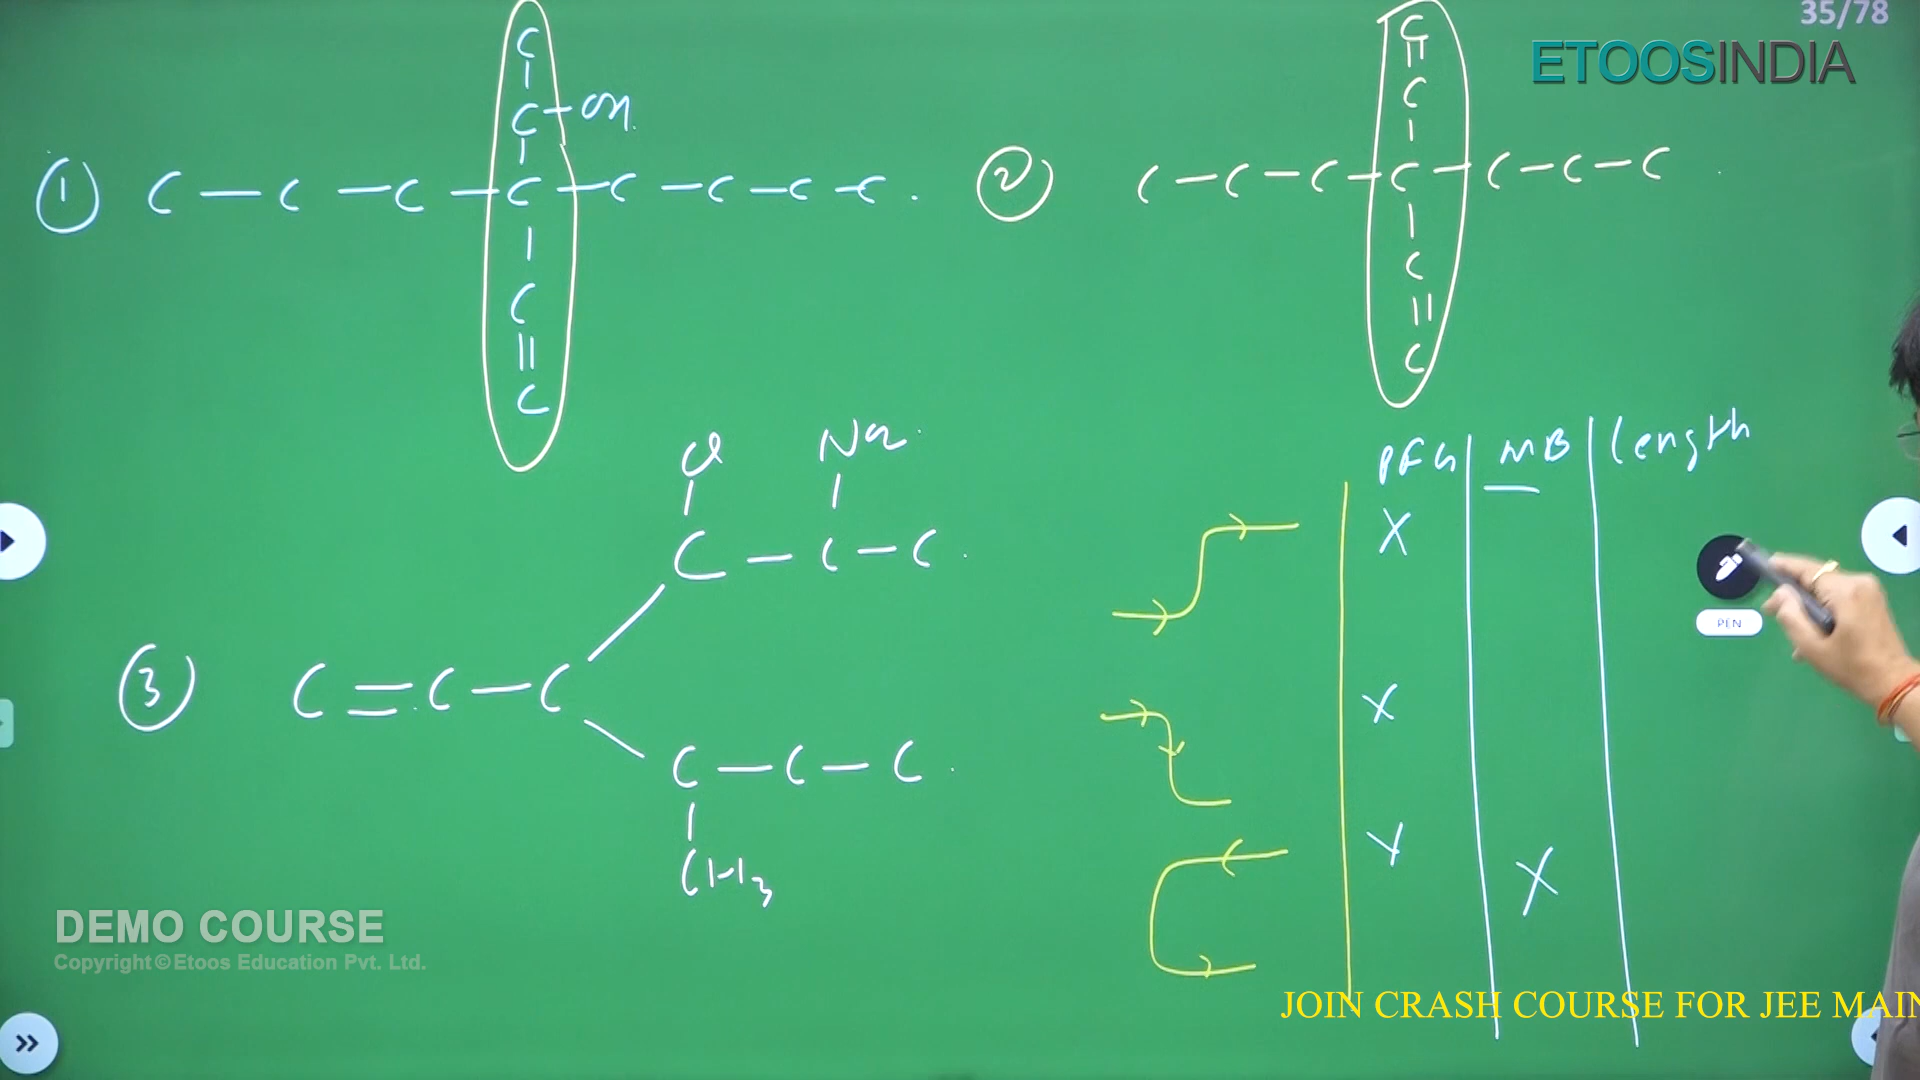 35/78
ETOOSINDIA
C
C - OH
① C - C - C - C - C - C - C - C
C
C
C
C
② C - C - C - C - C - C - C
C
C
Cl
C - C - C
③ C = C - C
C - C - C
CH3
PFG MB length
X
X
X
X
PEN
DEMO COURSE
Copyright © Etoos Education Pvt. Ltd.
JOIN CRASH COURSE FOR JEE MAIN